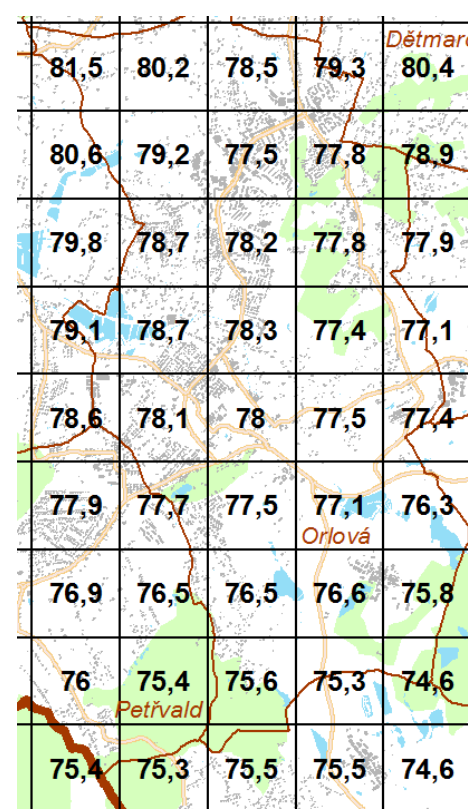 Dětmaro
81,5 80,2 78,5 79,3 80,4
80,6 79,2 77,5 77,8 78,9
79,8 78,7 78,2 77,8 77,9
79,1 78,7 78,3 77,4 77,1
78,6 78,1 78 77,5 77,4
77,9 77,7 77,5 77,1 76,3
Orlová
76,9 76,5 76,5 76,6 75,8
76 75,4 75,6 75,3 74,6
Petřvald
75,4 75,3 75,5 75,5 74,6